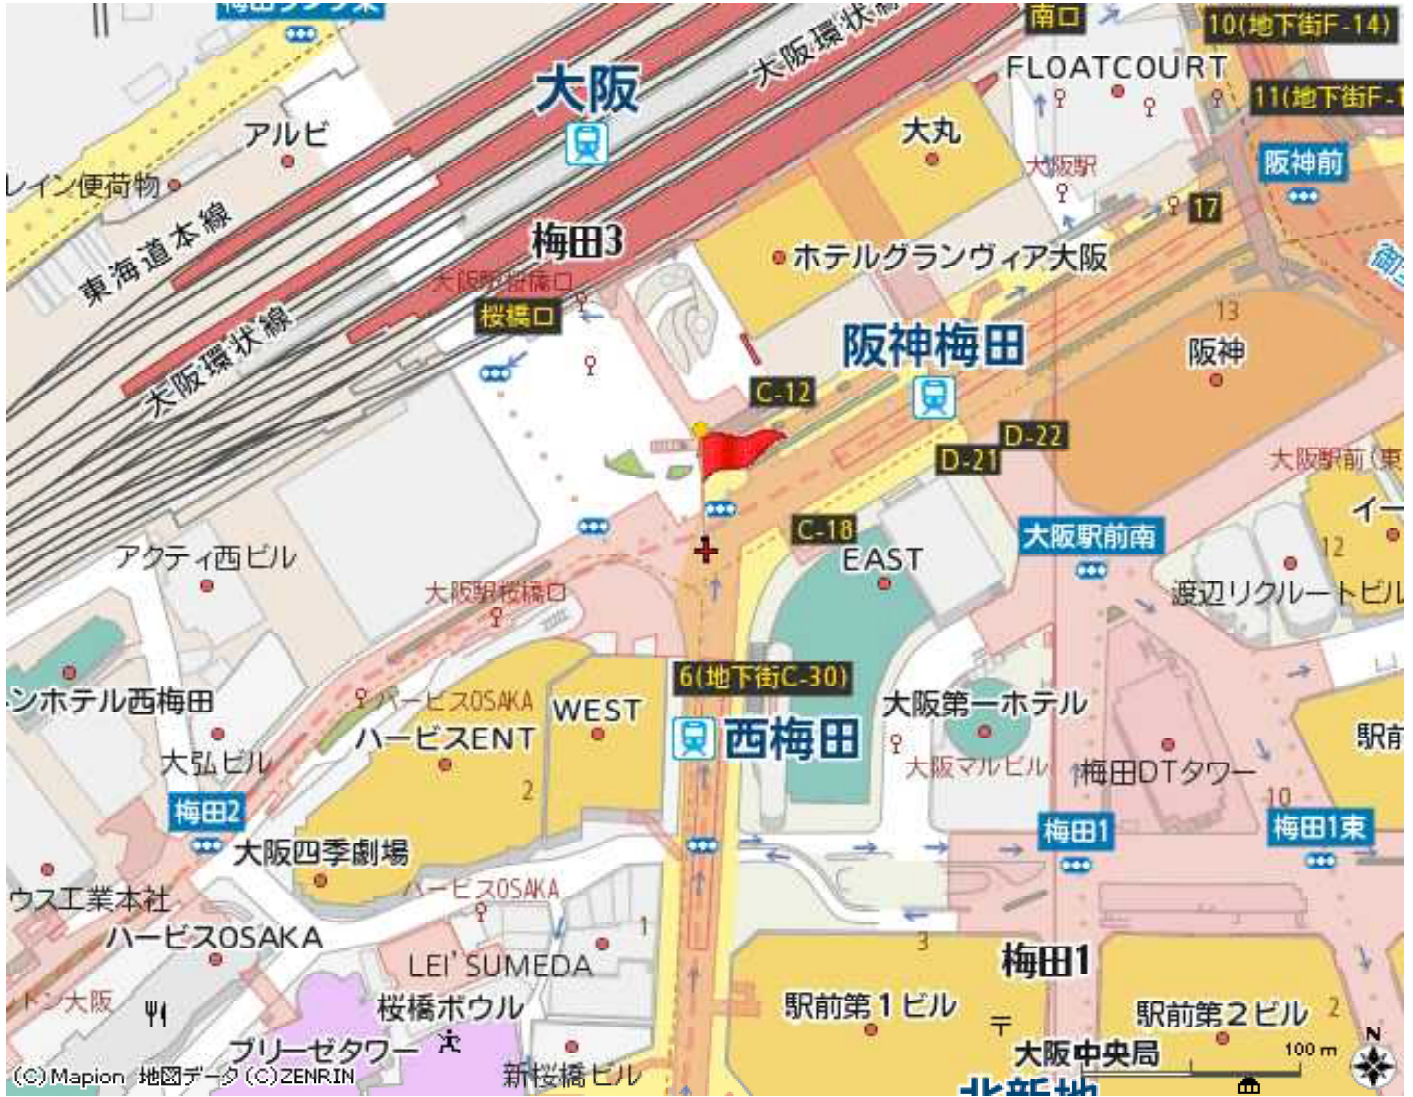 南口
10(地下街F-14)
大阪環状線
大阪
FLOATCOURT
11(地下街F-1
アルビ
大丸
阪神前
大阪駅
レイン便荷物
17
東海道本線
梅田3
ホテルグランヴィア大阪
大阪駅桜橋口
桜橋口
13
大阪環状線
阪神梅田
阪神
C-12
D-22
D-21
大阪駅前(東
イー
C-18
大阪駅前南
12
アクティ西ビル
EAST
大阪駅桜橋口
渡辺リクルートビル
6(地下街C-30)
ンホテル西梅田
ハービスOSAKA
WEST
大阪第一ホテル
ハービスENT
西梅田
駅前
大弘ビル
大阪マルビル
梅田DTタワー
2
10
梅田2
梅田1
梅田1東
大阪四季劇場
ウス工業本社
ハービスOSAKA
1
ハービスOSAKA
3
LEI'SUMEDA
梅田1
トン大阪
桜橋ボウル
駅前第1ビル
駅前第2ビル
2
ブリーゼタワー
大阪中央局
100m
N
(C)Mapion 地図データ(C)ZENRIN
新桜橋ビル
北新地